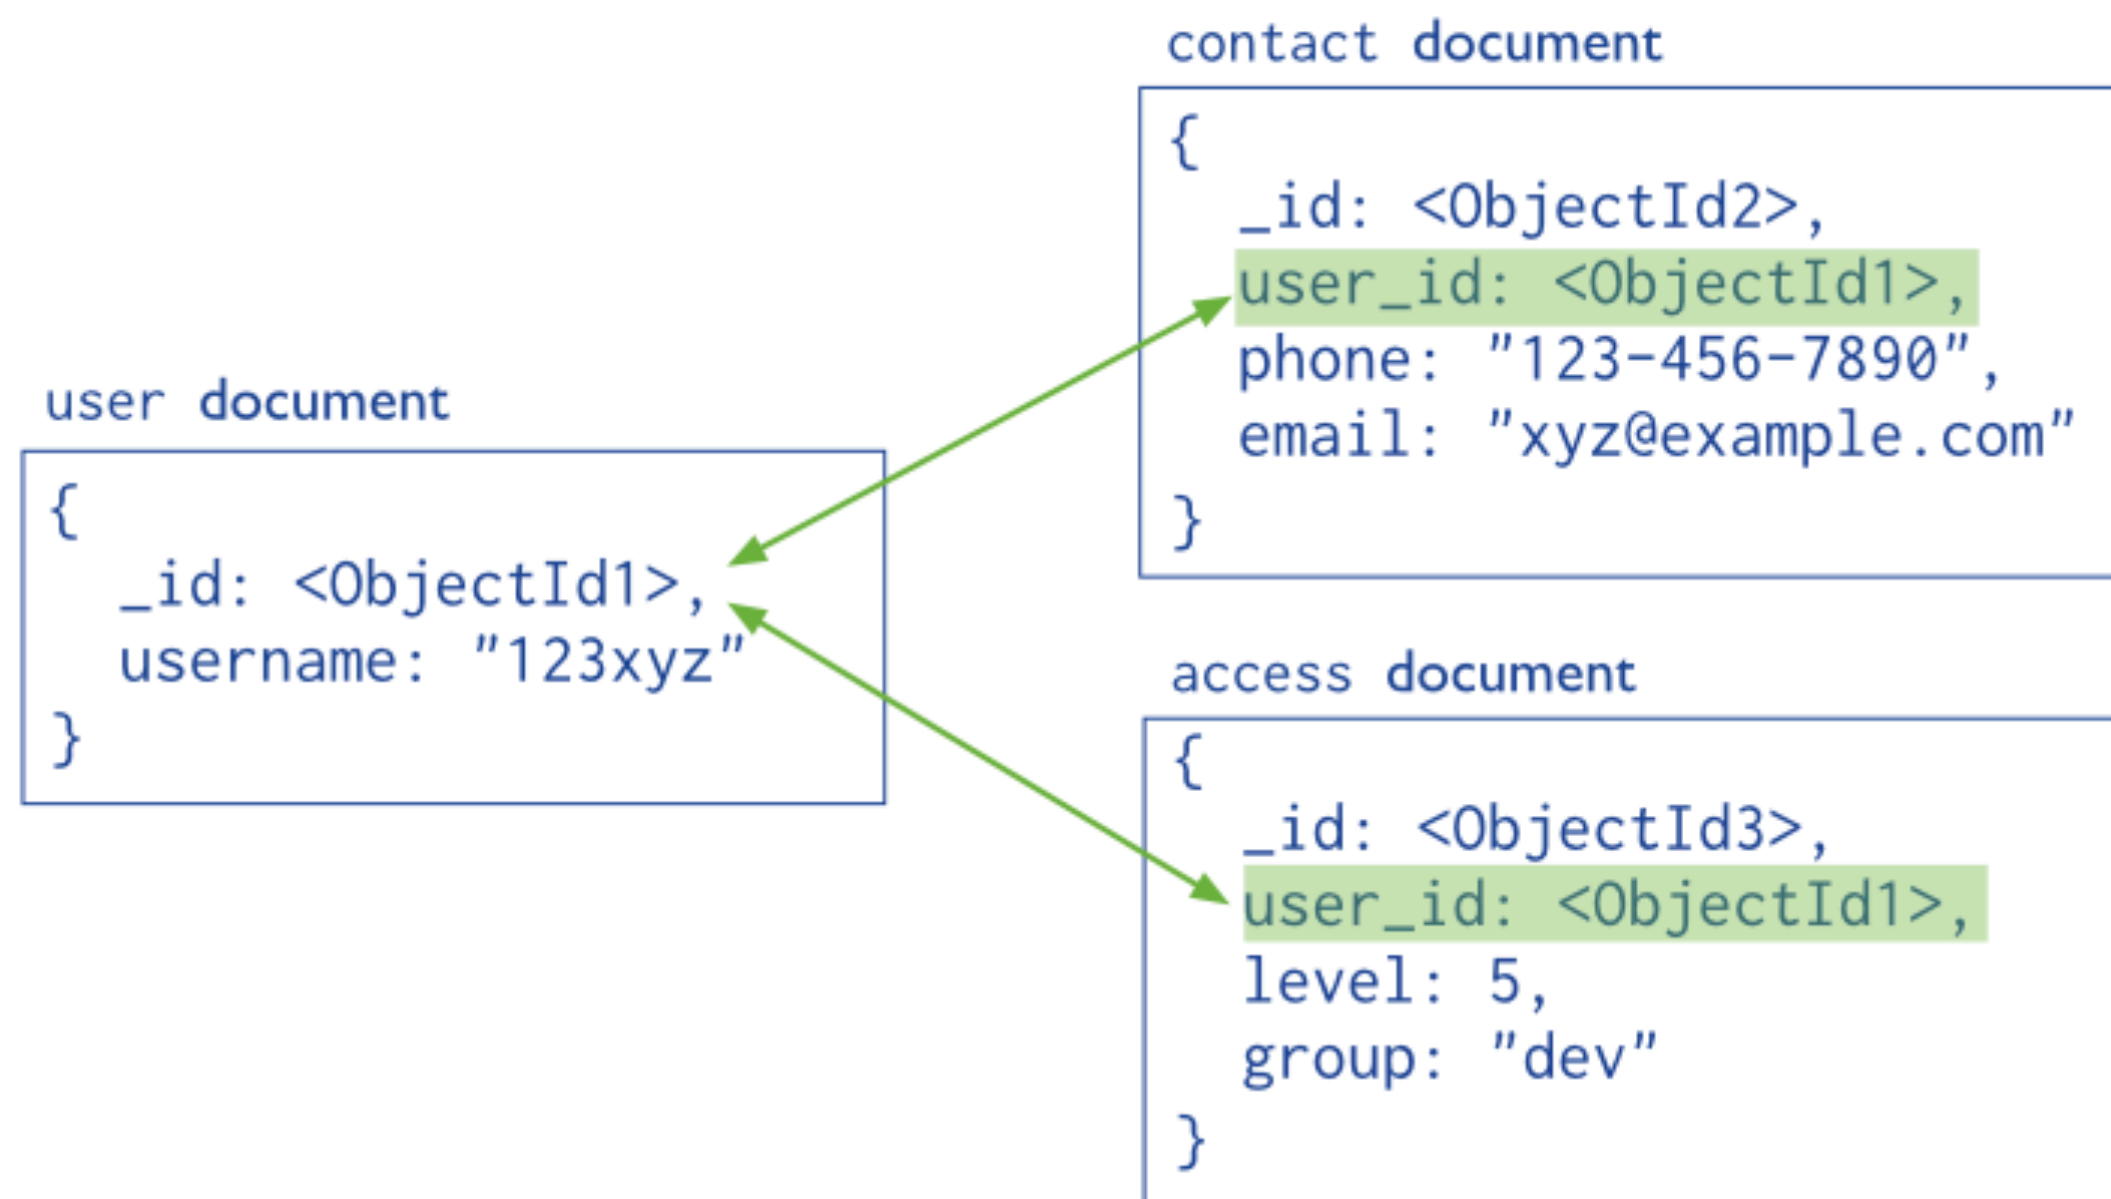 user document
{
_id: <ObjectId1>,
username: "123xyz"
}
contact document
{
_id: <ObjectId2>,
user_id: <ObjectId1>,
phone: "123-456-7890",
email: "xyz@example.com"
}
access document
{
_id: <ObjectId3>,
user_id: <ObjectId1>,
level: 5,
group: "dev"
}